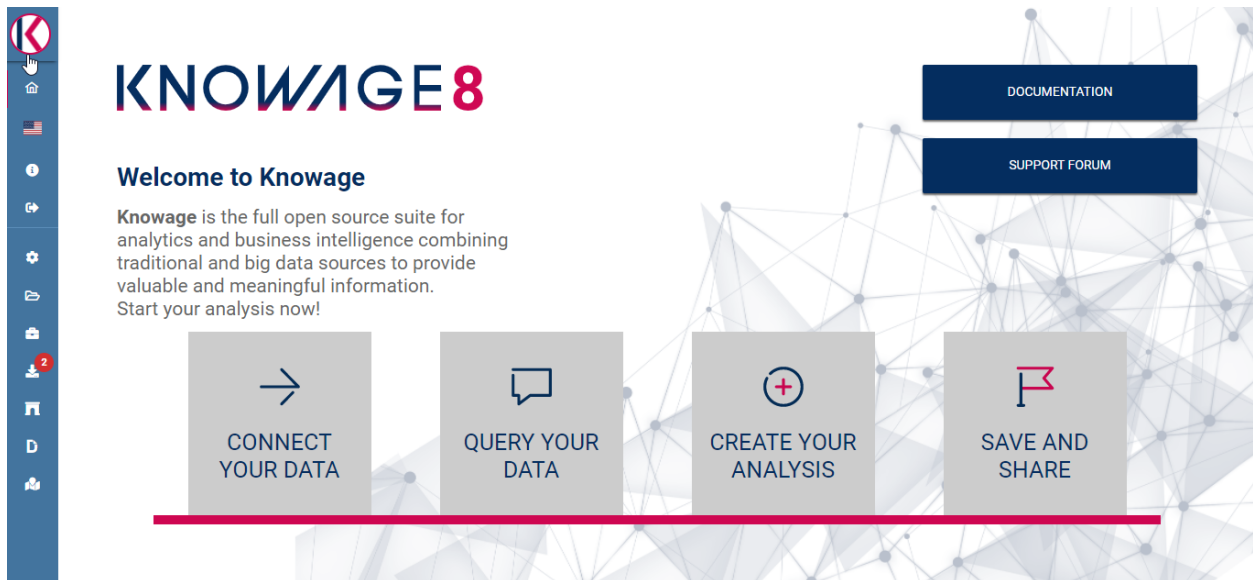 KNOWAGE8
DOCUMENTATION
SUPPORT FORUM
Welcome to Knowage
Knowage is the full open source suite for
analytics and business intelligence combining
traditional and big data sources to provide
valuable and meaningful information.
Start your analysis now!
2
CONNECT
YOUR DATA
QUERY YOUR
DATA
CREATE YOUR
ANALYSIS
SAVE AND
SHARE